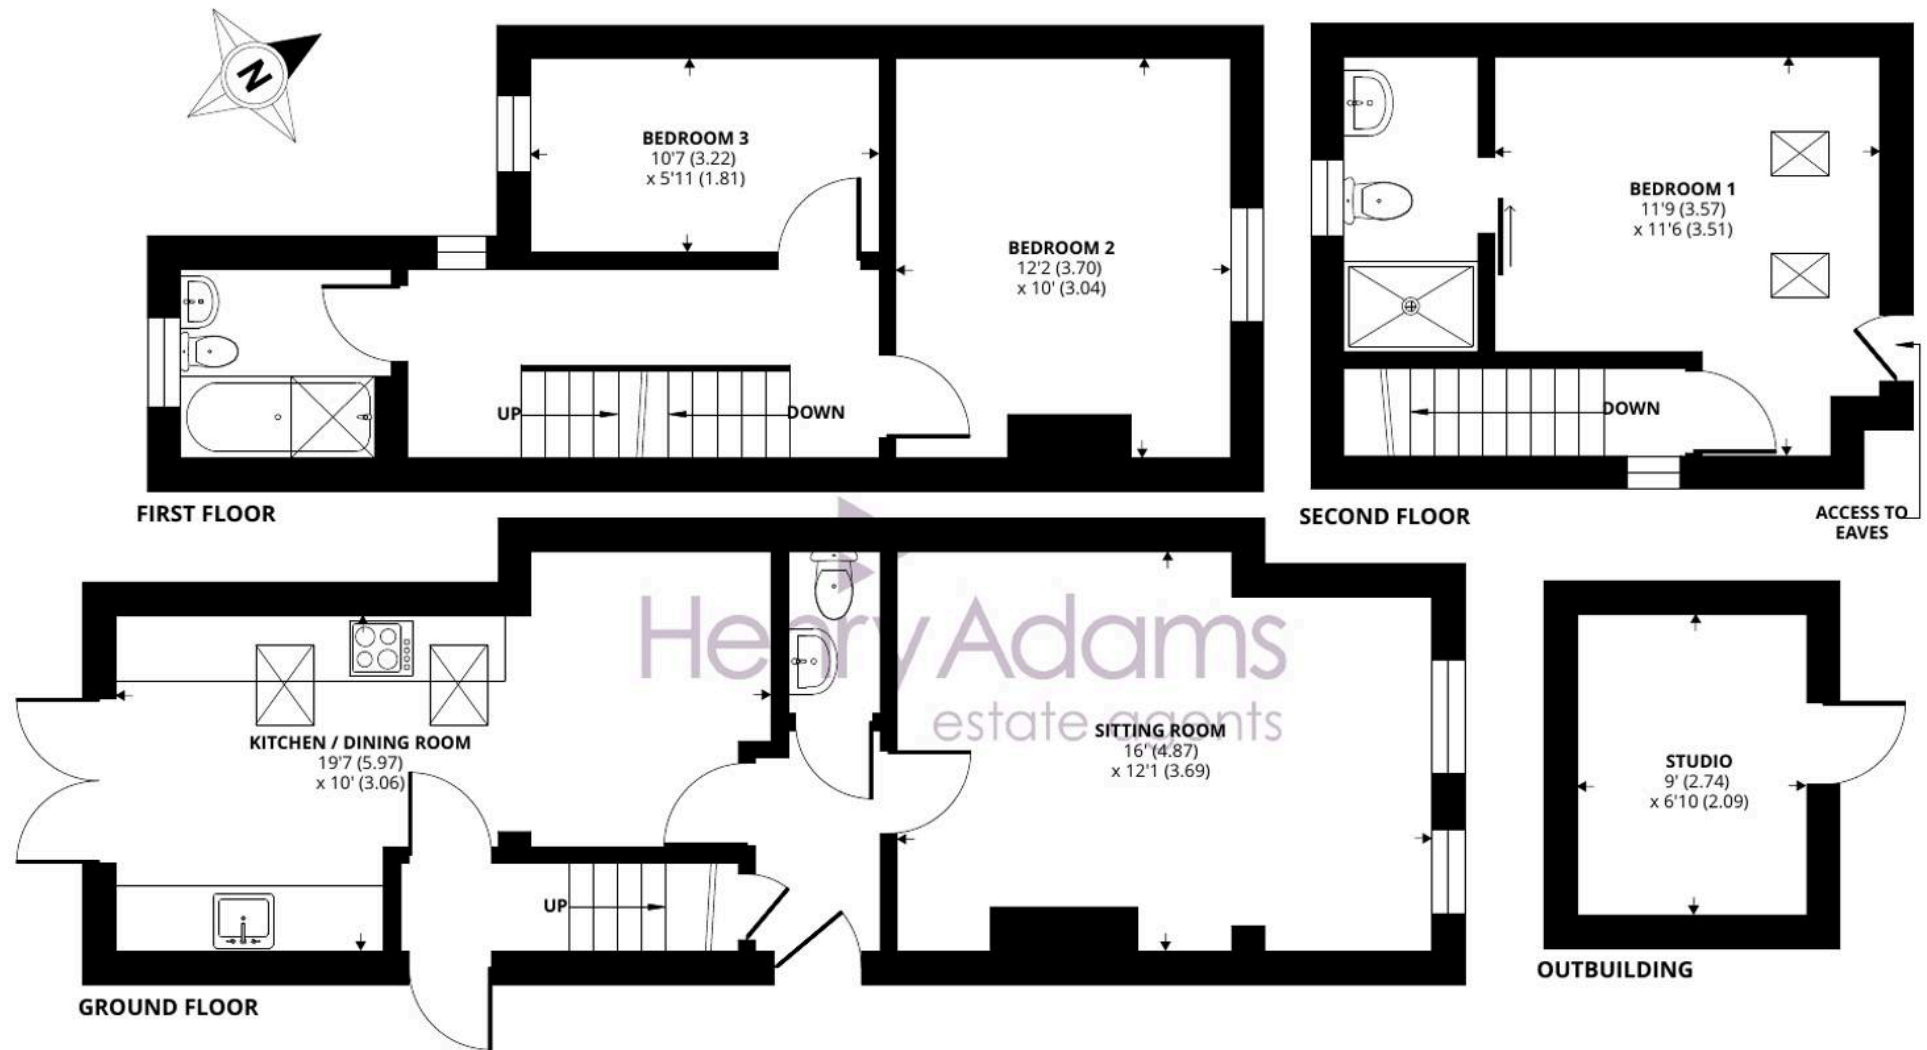 N
BEDROOM 3
10'7 (3.22)
x 5'11 (1.81)
BEDROOM 2
12'2 (3.70)
x 10' (3.04)
UP
DOWN
FIRST FLOOR
BEDROOM 1
11'9 (3.57)
x 11'6 (3.51)
DOWN
SECOND FLOOR
ACCESS TO
EAVES
Henry Adams
estate agents
KITCHEN / DINING ROOM
19'7 (5.97)
x 10' (3.06)
UP
SITTING ROOM
16' (4.87)
x 12'1 (3.69)
GROUND FLOOR
STUDIO
9' (2.74)
x 6'10 (2.09)
OUTBUILDING